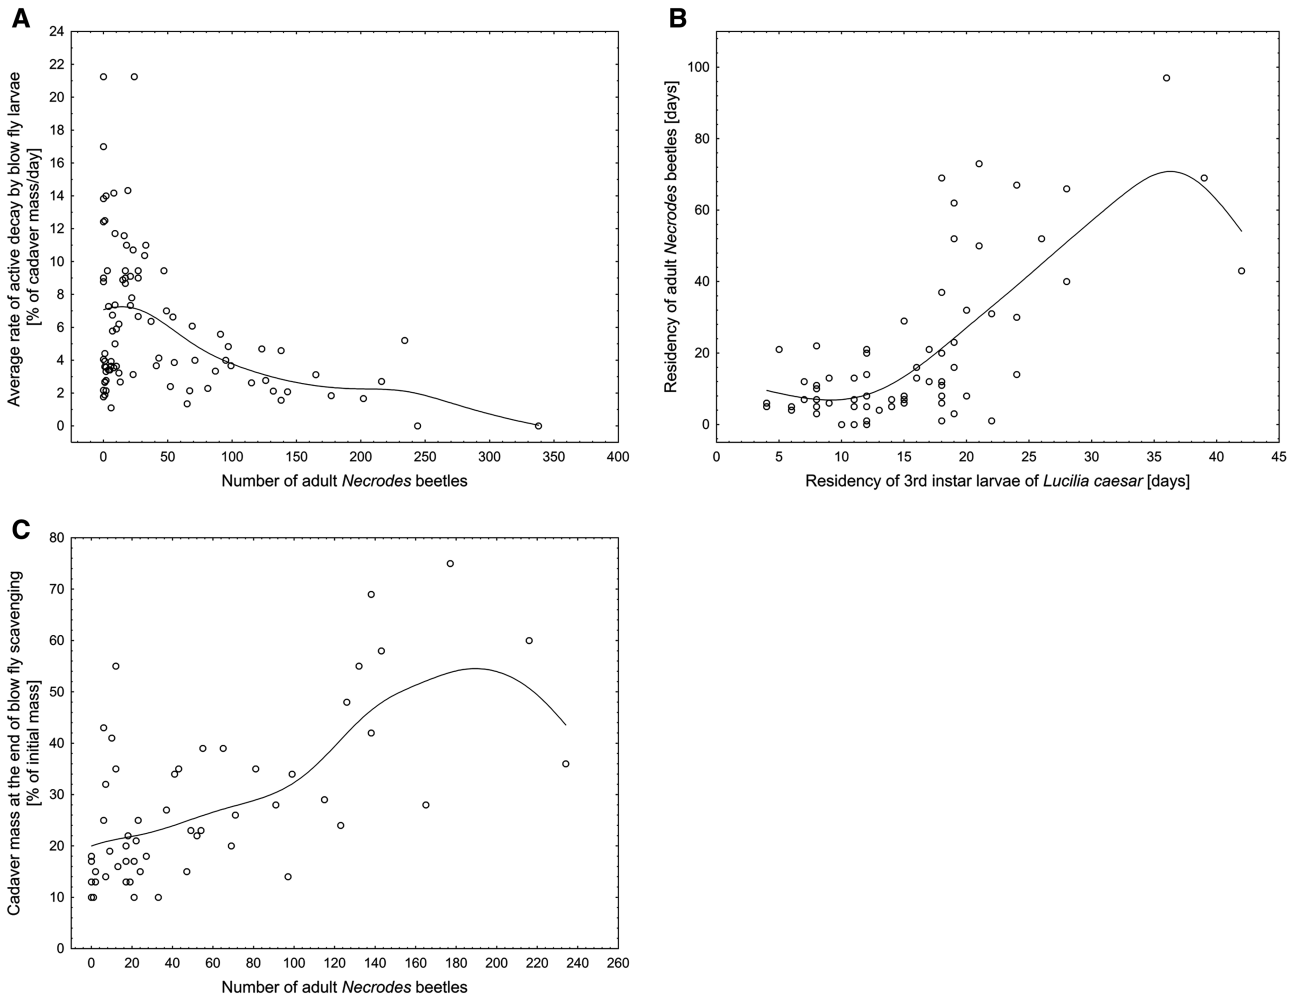 A
24
22
20
18
16
14
12
10
8
6
4
2
0
Average rate of active decay by blow fly larvae
[% of cadaver mass/day]
0 50 100 150 200 250 300 350 400
Number of adult Necrodes beetles
B
100
80
60
40
20
0
Residency of adult Necrodes beetles [days]
0 5 10 15 20 25 30 35 40 45
Residency of 3rd instar larvae of Lucilia caesar [days]
C
80
70
60
50
40
30
20
10
0
Cadaver mass at the end of blow fly scavenging
[% of initial mass]
0 20 40 60 80 100 120 140 160 180 200 220 240 260
Number of adult Necrodes beetles